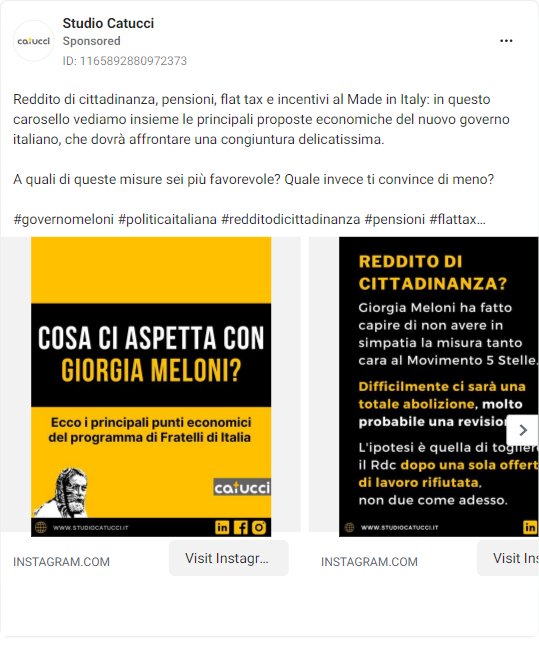 Studio Catucci
catucci
Sponsored
ID: 1165892880972373
Reddito di cittadinanza, pensioni, flat tax e incentivi al Made in Italy: in questo
carosello vediamo insieme le principali proposte economiche del nuovo governo
italiano, che dovrà affrontare una congiuntura delicatissima.
A quali di queste misure sei più favorevole? Quale invece ti convince di meno?
#governomeloni #politicaitaliana #redditodicittadinanza #pensioni #flattax...
COSA CI ASPETTA CON
GIORGIA MELONI?
Ecco i principali punti economici
del programma di Fratelli di Italia
catucci
WWW.STUDIOCATUCCI.IT
INSTAGRAM.COM
Visit Instagr...
REDDITO DI
CITTADINANZA?
Giorgia Meloni ha fatto
capire di non avere in
simpatia la misura tanto
cara al Movimento 5 Stelle.
Difficilmente ci sarà una
totale abolizione, molto
probabile una revisio
L'ipotesi è quella di toglier
il Rdc dopo una sola offert
di lavoro rifiutata,
non due come adesso.
WWW.STUDIOCATUCCI.IT
INSTAGRAM.COM
Visit Ins